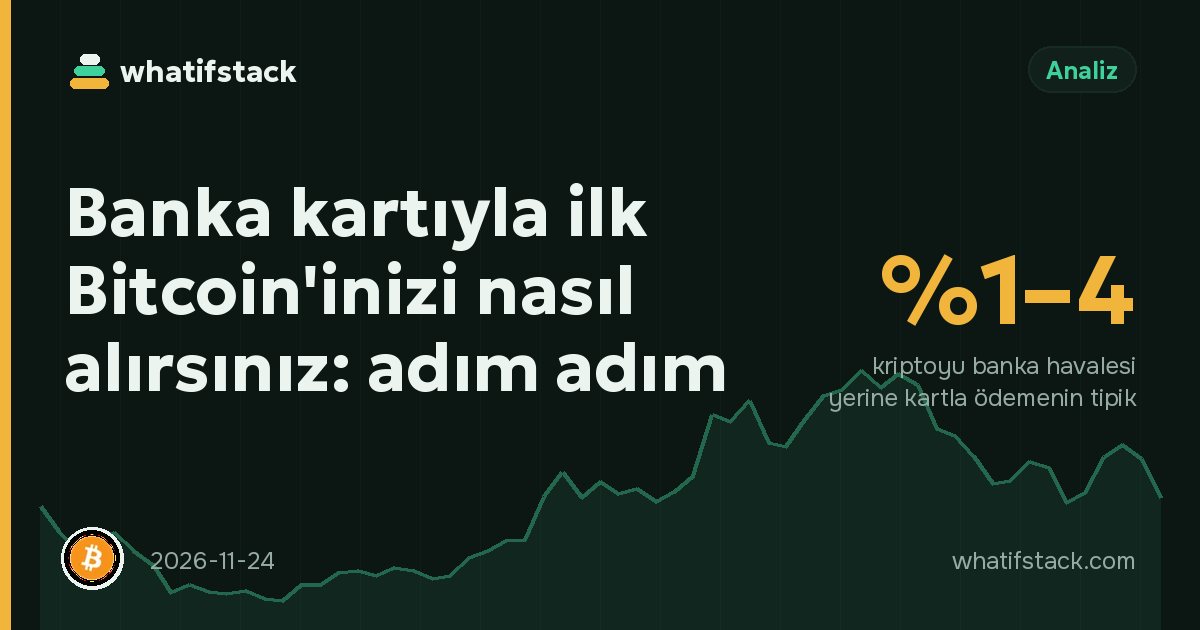 whatifstack
Analiz
Banka kartıyla ilk
Bitcoin'inizi nasıl
alırsınız: adım adım
%1–4
kriptoyu banka havalesi
yerine kartla ödemenin tipik
2026-11-24
whatifstack.com